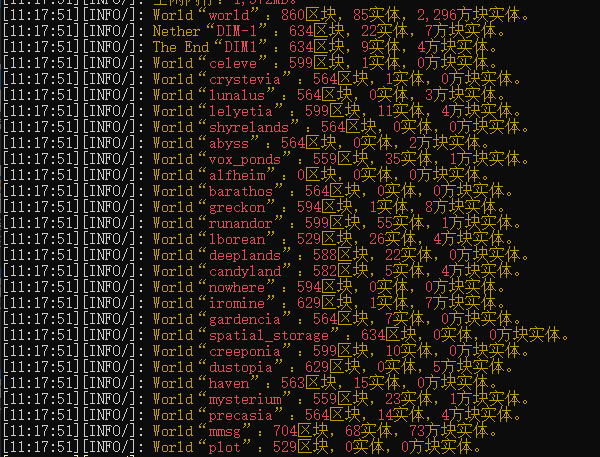 空闲内存：1,572MB。
[11:17:51][INFO/]: World“world”：860区块，85实体，2,296方块实体。
[11:17:51][INFO/]: Nether“DIM-1”：634区块，22实体，7方块实体。
[11:17:51][INFO/]: The End“DIM1”：634区块，9实体，4方块实体。
[11:17:51][INFO/]: World“celeve”：599区块，1实体，0方块实体。
[11:17:51][INFO/]: World“crystevia”：564区块，1实体，0方块实体。
[11:17:51][INFO/]: World“lunalus”：564区块，0实体，3方块实体。
[11:17:51][INFO/]: World“lelyetia”：599区块，11实体，4方块实体。
[11:17:51][INFO/]: World“shyrelands”：564区块，0实体，0方块实体。
[11:17:51][INFO/]: World“abyss”：564区块，0实体，2方块实体。
[11:17:51][INFO/]: World“vox_ponds”：559区块，35实体，1方块实体。
[11:17:51][INFO/]: World“alfheim”：0区块，0实体，0方块实体。
[11:17:51][INFO/]: World“barathos”：564区块，0实体，0方块实体。
[11:17:51][INFO/]: World“greckon”：594区块，1实体，8方块实体。
[11:17:51][INFO/]: World“runandor”：599区块，55实体，1方块实体。
[11:17:51][INFO/]: World“lborean”：529区块，26实体，4方块实体。
[11:17:51][INFO/]: World“deeplands”：588区块，22实体，0方块实体。
[11:17:51][INFO/]: World“candyland”：582区块，5实体，4方块实体。
[11:17:51][INFO/]: World“nowhere”：594区块，0实体，0方块实体。
[11:17:51][INFO/]: World“iromine”：629区块，1实体，7方块实体。
[11:17:51][INFO/]: World“gardencia”：564区块，7实体，0方块实体。
[11:17:51][INFO/]: World“spatial_storage”：634区块，0实体，0方块实体。
[11:17:51][INFO/]: World“creeponia”：599区块，10实体，0方块实体。
[11:17:51][INFO/]: World“dustopia”：629区块，0实体，5方块实体。
[11:17:51][INFO/]: World“haven”：563区块，15实体，0方块实体。
[11:17:51][INFO/]: World“mysterium”：559区块，23实体，1方块实体。
[11:17:51][INFO/]: World“precasia”：564区块，14实体，4方块实体。
[11:17:51][INFO/]: World“mmsg”：704区块，68实体，73方块实体。
[11:17:51][INFO/]: World“plot”：529区块，0实体，0方块实体。